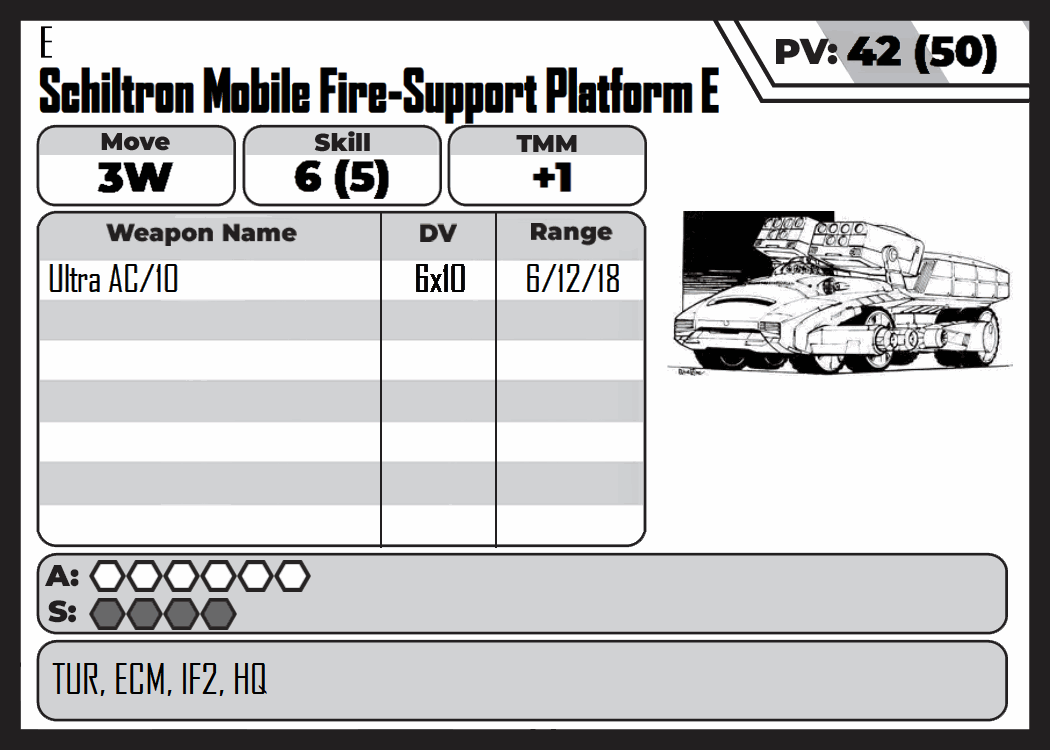 E
Schiltron Mobile Fire-Support Platform E
PV: 42 (50)
Move Skill TMM
3W 6 (5) +1
Weapon Name DV Range
Ultra AC/10 6x10 6/12/18
A:
S:
TUR, ECM, IF2, HQ